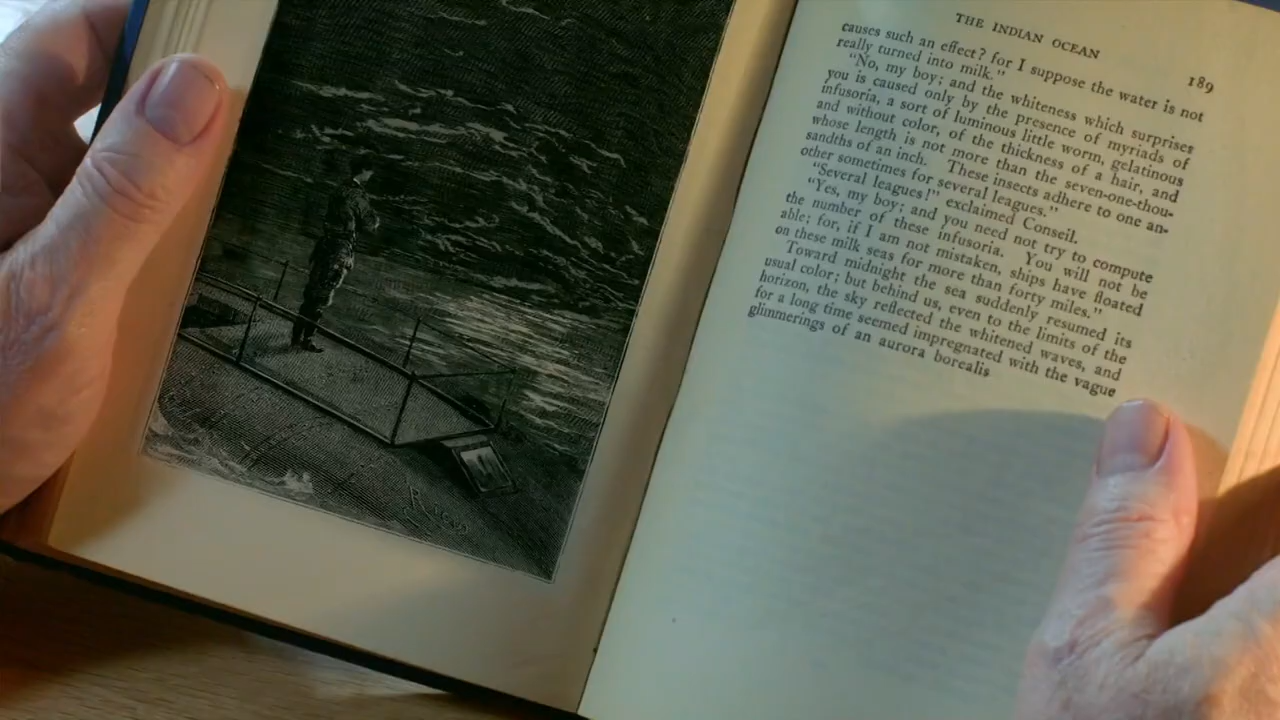 THE INDIAN OCEAN
189
causes such an effect? for I suppose the water is not
really turned into milk."
"No, my boy; and the whiteness which surprises
you is caused only by the presence of myriads of
infusoria, a sort of luminous little worm, gelatinous
and without color, of the thickness of a hair, and
whose length is not more than the seven-one-thou-
sandths of an inch. These insects adhere to one an-
other sometimes for several leagues."
"Several leagues!" exclaimed Conseil.
"Yes, my boy; and you need not try to compute
the number of these infusoria. You will not be
able; for, if I am not mistaken, ships have floated
on these milk seas for more than forty miles."
Toward midnight the sea suddenly resumed its
usual color; but behind us, even to the limits of the
horizon, the sky reflected the whitened waves, and
for a long time seemed impregnated with the vague
glimmerings of an aurora borealis